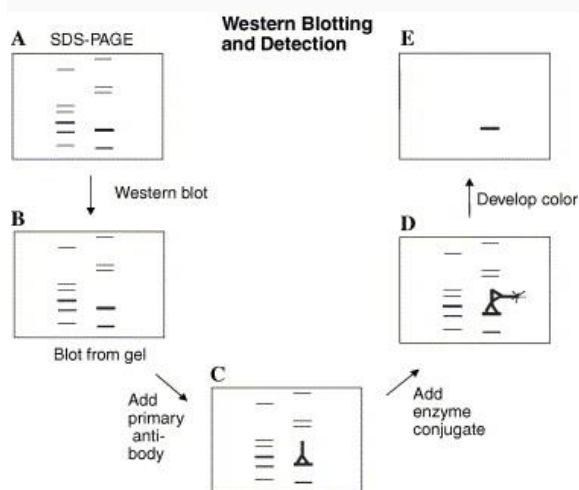 Western Blotting
and Detection
A
SDS-PAGE
Western blot
B
Blot from gel
Add
primary
anti-
body
C
Add
enzyme
conjugate
D
Develop color
E